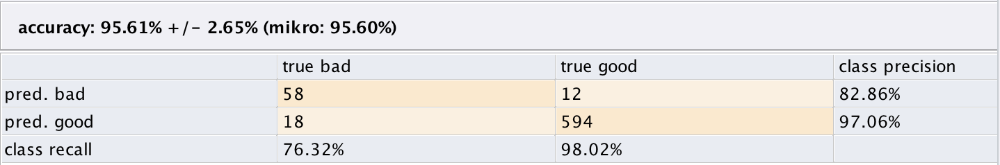 accuracy: 95.61% +/- 2.65% (mikro: 95.60%)
true bad true good class precision
pred. bad 58 12 82.86%
pred. good 18 594 97.06%
class recall 76.32% 98.02%